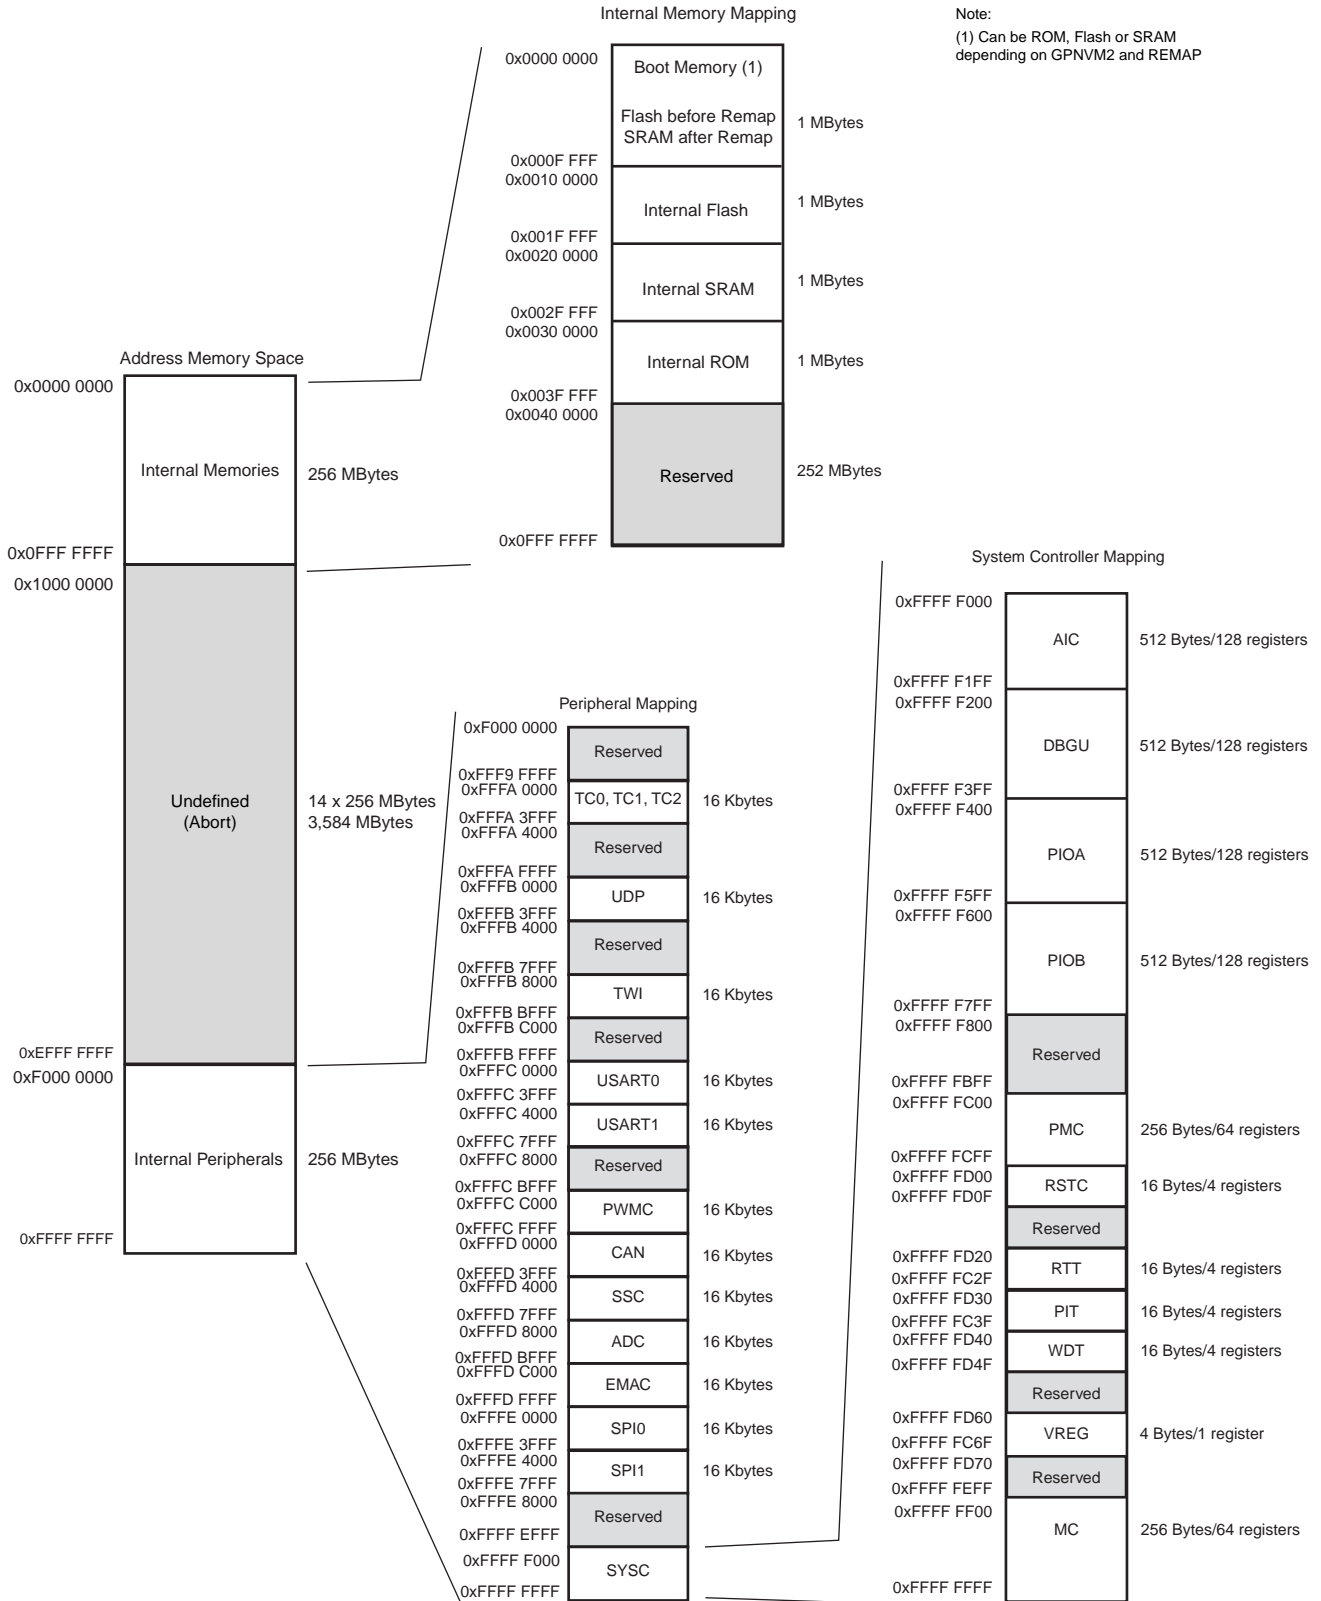 Internal Memory Mapping
Note:
(1) Can be ROM, Flash or SRAM
depending on GPNVM2 and REMAP
0x0000 0000
Boot Memory (1)
Flash before Remap
SRAM after Remap
1 MBytes
0x000F FFF
0x0010 0000
Internal Flash
1 MBytes
0x001F FFF
0x0020 0000
Internal SRAM
1 MBytes
0x002F FFF
0x0030 0000
Internal ROM
1 MBytes
0x003F FFF
0x0040 0000
Reserved
252 MBytes
0x0FFF FFFF
Address Memory Space
0x0000 0000
Internal Memories
256 MBytes
0x0FFF FFFF
0x1000 0000
Undefined
(Abort)
14 x 256 MBytes
3,584 MBytes
0xEFFF FFFF
0xF000 0000
Internal Peripherals
256 MBytes
0xFFFF FFFF
Peripheral Mapping
0xF000 0000
Reserved
0xFFF9 FFFF
0xFFFA 0000
TC0, TC1, TC2
16 Kbytes
0xFFFA 3FFF
0xFFFA 4000
Reserved
0xFFFA FFFF
0xFFFB 0000
UDP
16 Kbytes
0xFFFB 3FFF
0xFFFB 4000
Reserved
0xFFFB 7FFF
0xFFFB 8000
TWI
16 Kbytes
0xFFFB BFFF
0xFFFB C000
Reserved
0xFFFB FFFF
0xFFFC 0000
USART0
16 Kbytes
0xFFFC 3FFF
0xFFFC 4000
USART1
16 Kbytes
0xFFFC 7FFF
0xFFFC 8000
Reserved
0xFFFC BFFF
0xFFFC C000
PWMC
16 Kbytes
0xFFFC FFFF
0xFFFD 0000
CAN
16 Kbytes
0xFFFD 3FFF
0xFFFD 4000
SSC
16 Kbytes
0xFFFD 7FFF
0xFFFD 8000
ADC
16 Kbytes
0xFFFD BFFF
0xFFFD C000
EMAC
16 Kbytes
0xFFFD FFFF
0xFFFE 0000
SPI0
16 Kbytes
0xFFFE 3FFF
0xFFFE 4000
SPI1
16 Kbytes
0xFFFE 7FFF
0xFFFE 8000
Reserved
0xFFFF EFFF
0xFFFF F000
SYSC
0xFFFF FFFF
System Controller Mapping
0xFFFF F000
AIC
512 Bytes/128 registers
0xFFFF F1FF
0xFFFF F200
DBGU
512 Bytes/128 registers
0xFFFF F3FF
0xFFFF F400
PIOA
512 Bytes/128 registers
0xFFFF F5FF
0xFFFF F600
PIOB
512 Bytes/128 registers
0xFFFF F7FF
0xFFFF F800
Reserved
0xFFFF FBFF
0xFFFF FC00
PMC
256 Bytes/64 registers
0xFFFF FCFF
0xFFFF FD00
RSTC
16 Bytes/4 registers
0xFFFF FD0F
Reserved
0xFFFF FD20
RTT
16 Bytes/4 registers
0xFFFF FC2F
0xFFFF FD30
PIT
16 Bytes/4 registers
0xFFFF FC3F
0xFFFF FD40
WDT
16 Bytes/4 registers
0xFFFF FD4F
Reserved
0xFFFF FD60
VREG
4 Bytes/1 register
0xFFFF FC6F
0xFFFF FD70
Reserved
0xFFFF FEFF
0xFFFF FF00
MC
256 Bytes/64 registers
0xFFFF FFFF